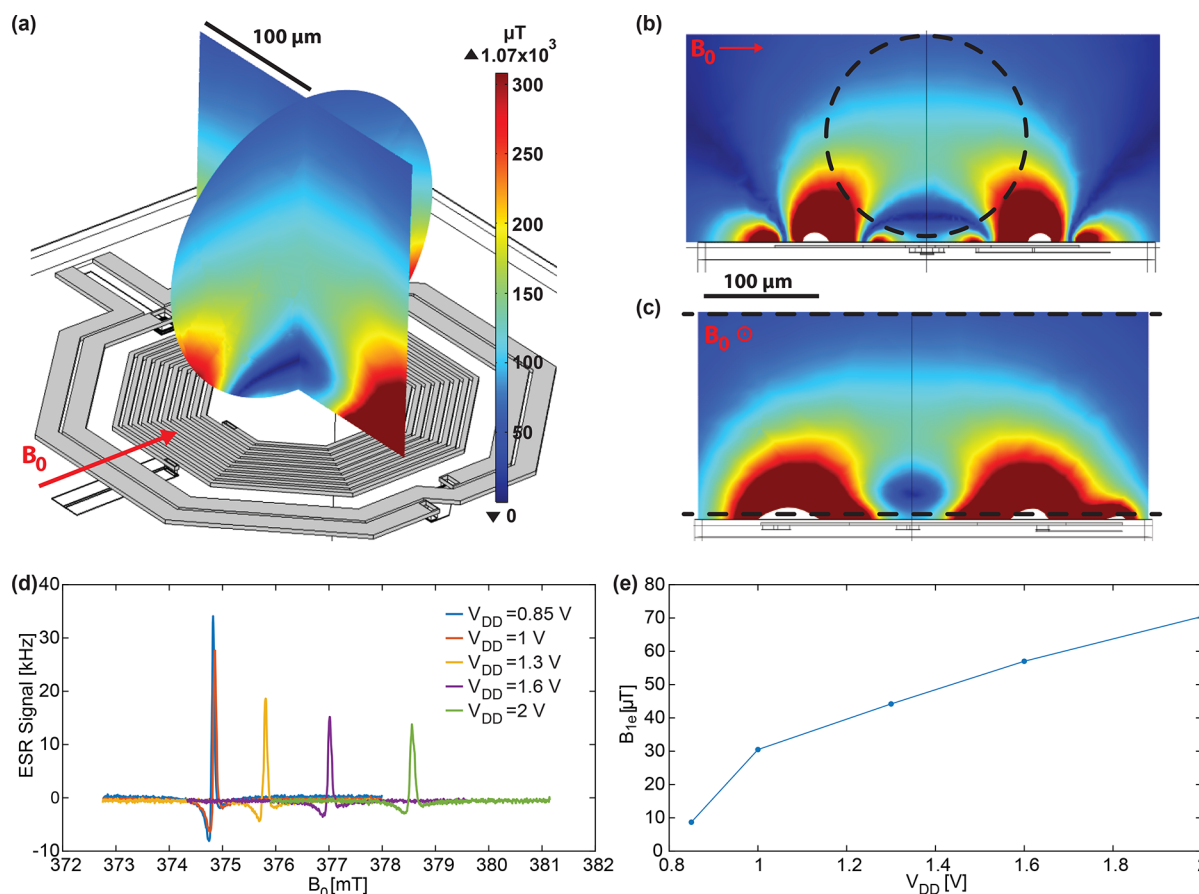 (a)
100 µm
µT
▲ 1.07x10³
300
250
200
150
100
50
▼ 0
B₀
(b)
B₀
100 µm
(c)
B₀ ⊙
(d)
40
30
20
10
0
-10
ESR Signal [kHz]
372 373 374 375 376 377 378 379 380 381 382
B₀[mT]
V_DD =0.85 V
V_DD =1 V
V_DD =1.3 V
V_DD =1.6 V
V_DD =2 V
(e)
80
70
60
50
40
30
20
10
0
B_1e[µT]
0.8 1 1.2 1.4 1.6 1.8 2
V_DD [V]